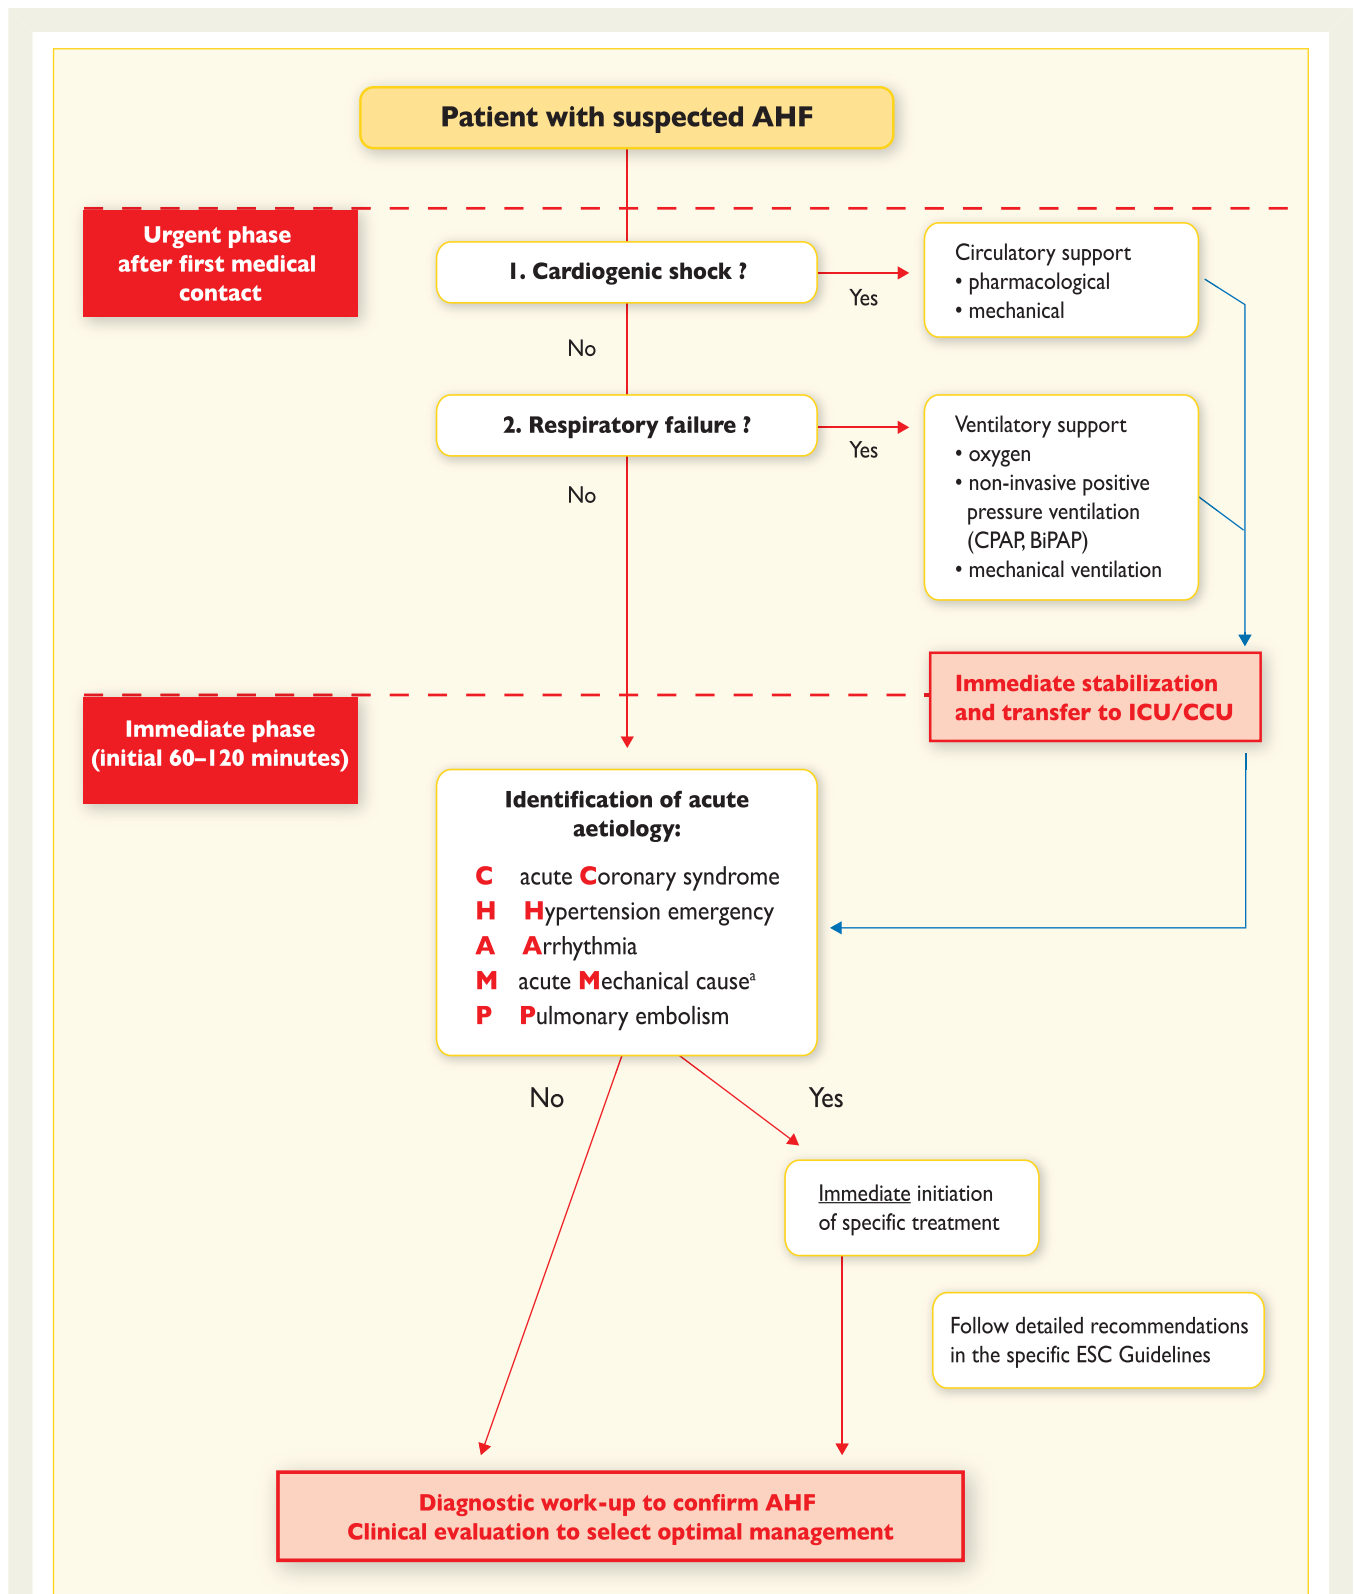 Patient with suspected AHF
Urgent phase
after first medical
contact
1. Cardiogenic shock ?
Yes
Circulatory support
• pharmacological
• mechanical
No
2. Respiratory failure ?
Yes
Ventilatory support
• oxygen
• non-invasive positive
pressure ventilation
(CPAP, BiPAP)
• mechanical ventilation
No
Immediate stabilization
and transfer to ICU/CCU
Immediate phase
(initial 60–120 minutes)
Identification of acute
aetiology:
C acute Coronary syndrome
H Hypertension emergency
A Arrhythmia
M acute Mechanical causeᵃ
P Pulmonary embolism
No
Yes
Immediate initiation
of specific treatment
Follow detailed recommendations
in the specific ESC Guidelines
Diagnostic work-up to confirm AHF
Clinical evaluation to select optimal management